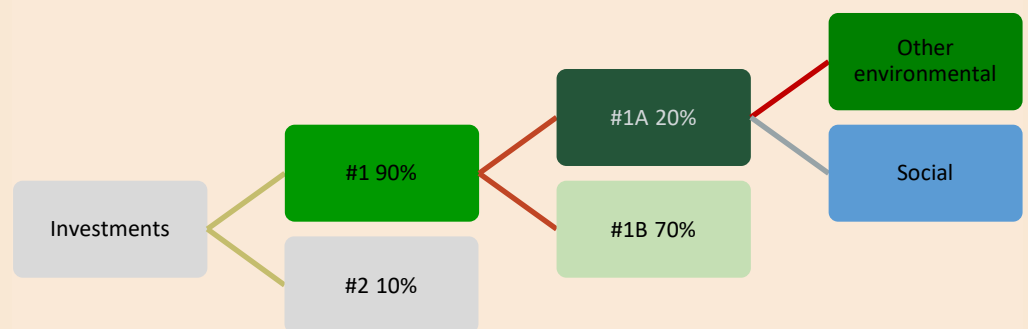 Investments
#1 90%
#2 10%
#1A 20%
#1B 70%
Other
environmental
Social